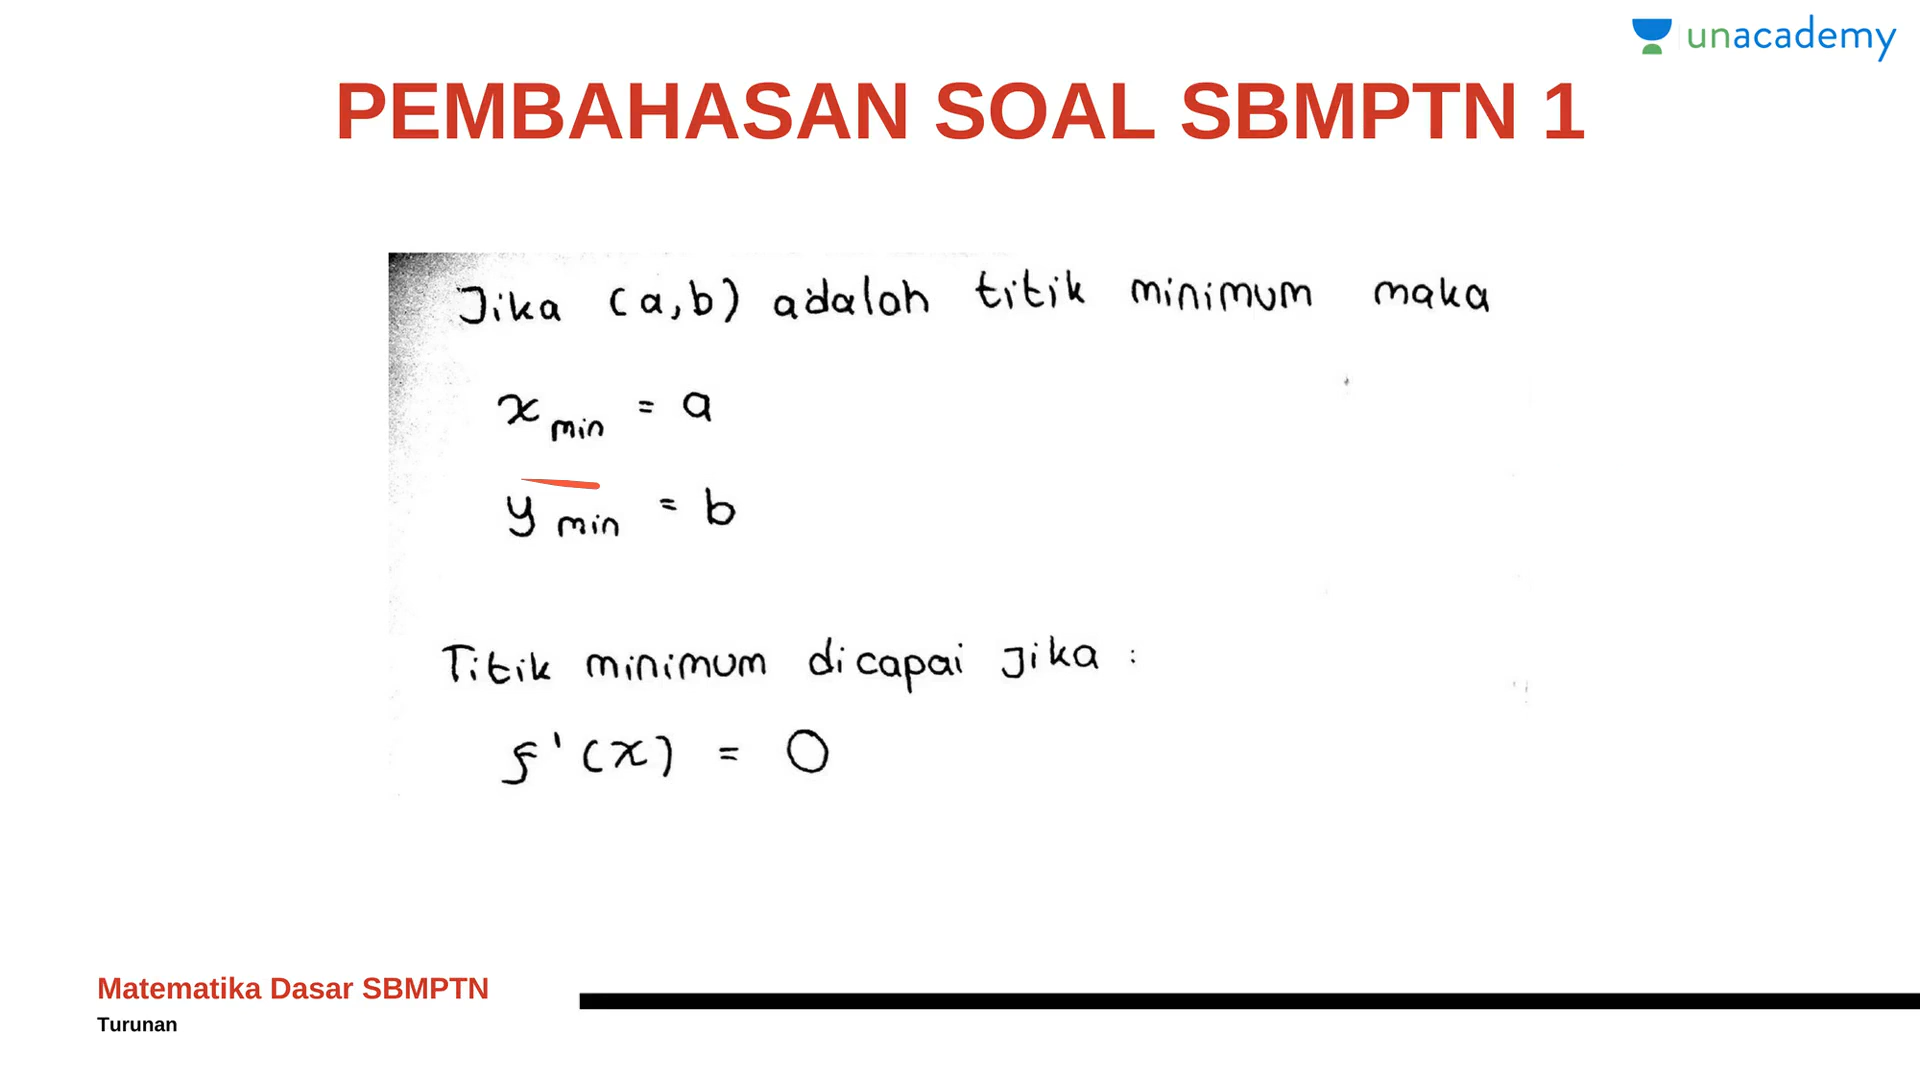 unacademy
PEMBAHASAN SOAL SBMPTN 1
Jika (a,b) adalah titik minimum maka
x min = a
y min = b
Titik minimum dicapai jika :
f'(x) = 0
Matematika Dasar SBMPTN
Turunan